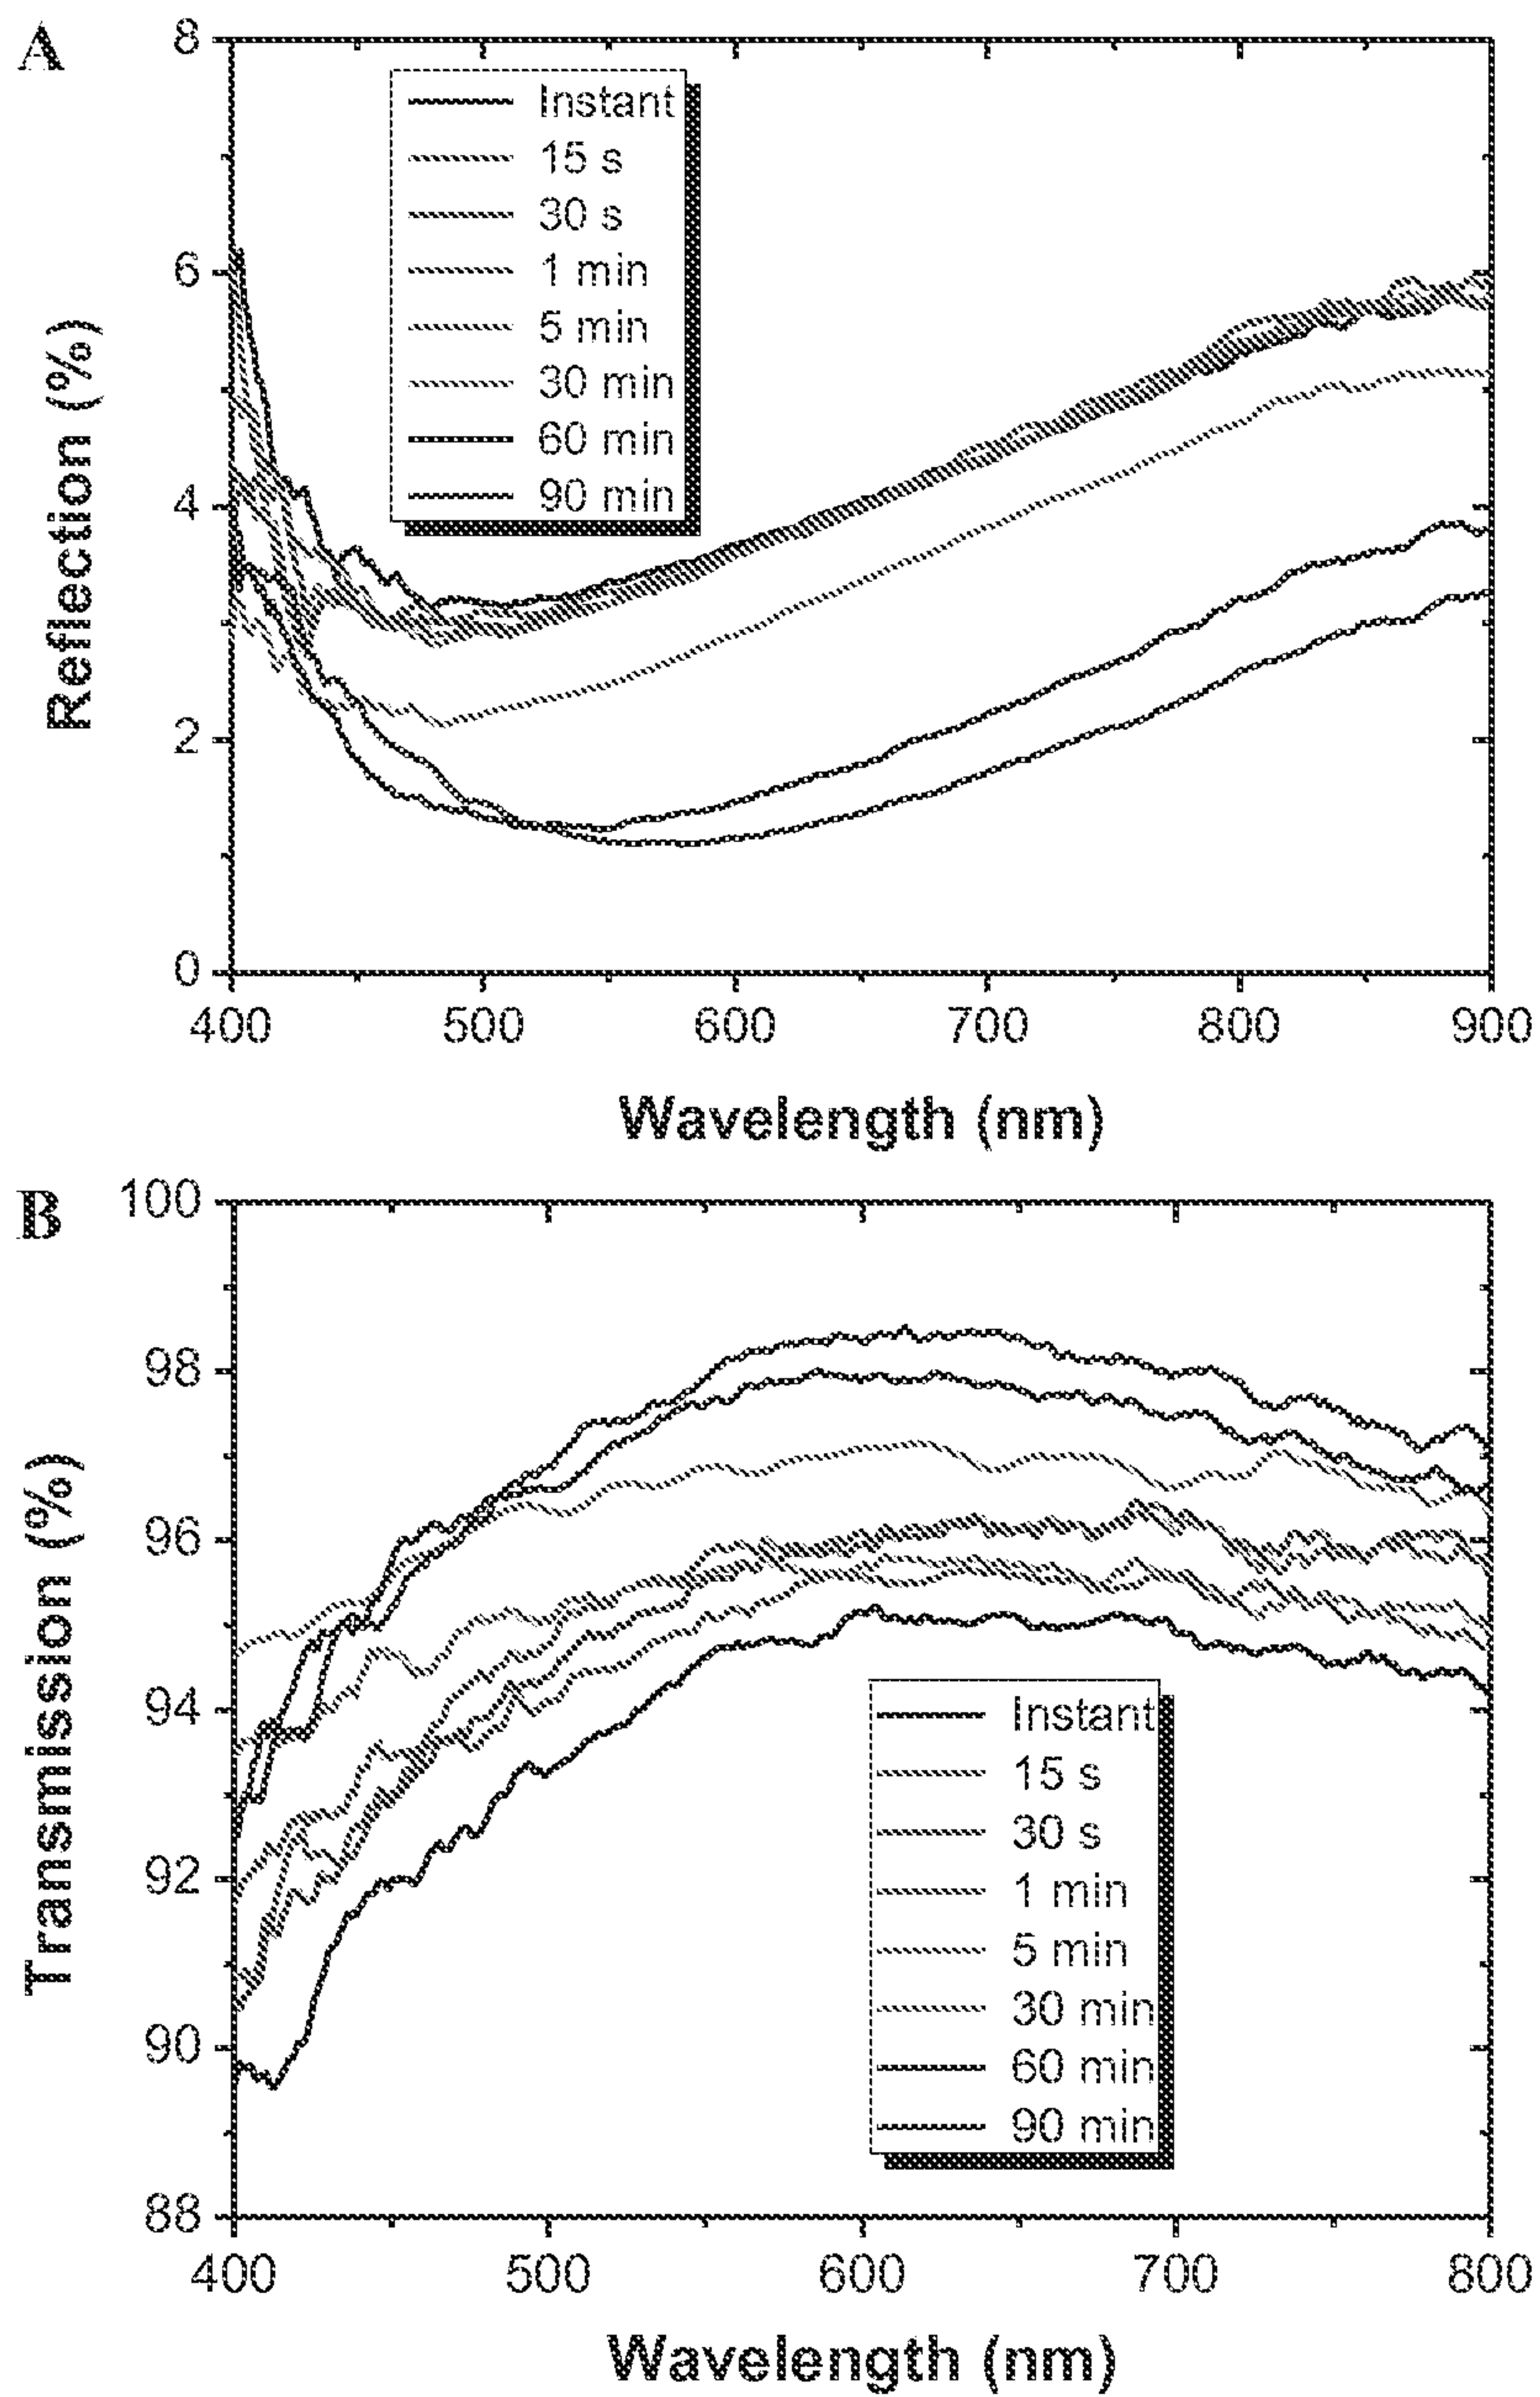 A
8
6
4
2
0
Reflection (%)
Instant
15 s
30 s
1 min
5 min
30 min
60 min
90 min
400 500 600 700 800 900
Wavelength (nm)
B
100
98
96
94
92
90
88
Transmission (%)
Instant
15 s
30 s
1 min
5 min
30 min
60 min
90 min
400 500 600 700 800
Wavelength (nm)